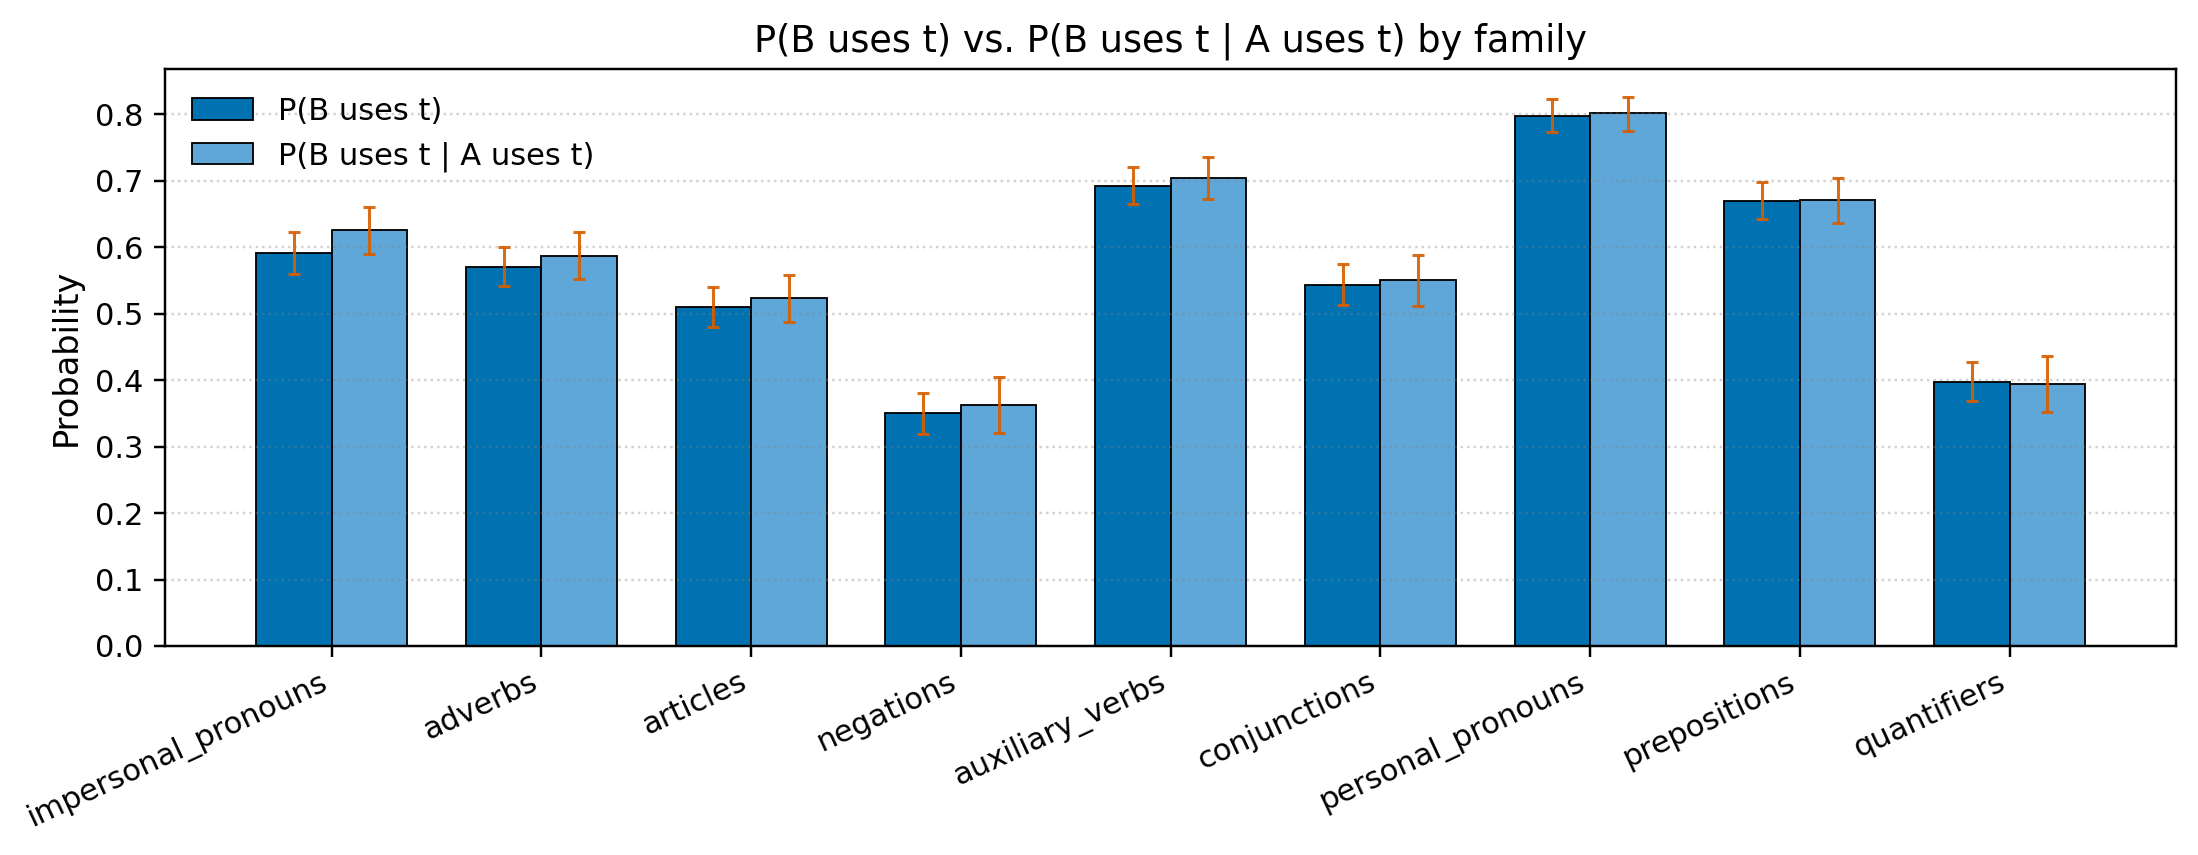 P(B uses t) vs. P(B uses t | A uses t) by family
P(B uses t)
P(B uses t | A uses t)
Probability
0.8
0.7
0.6
0.5
0.4
0.3
0.2
0.1
0.0
impersonal_pronouns
adverbs
articles
negations
auxiliary_verbs
conjunctions
personal_pronouns
prepositions
quantifiers